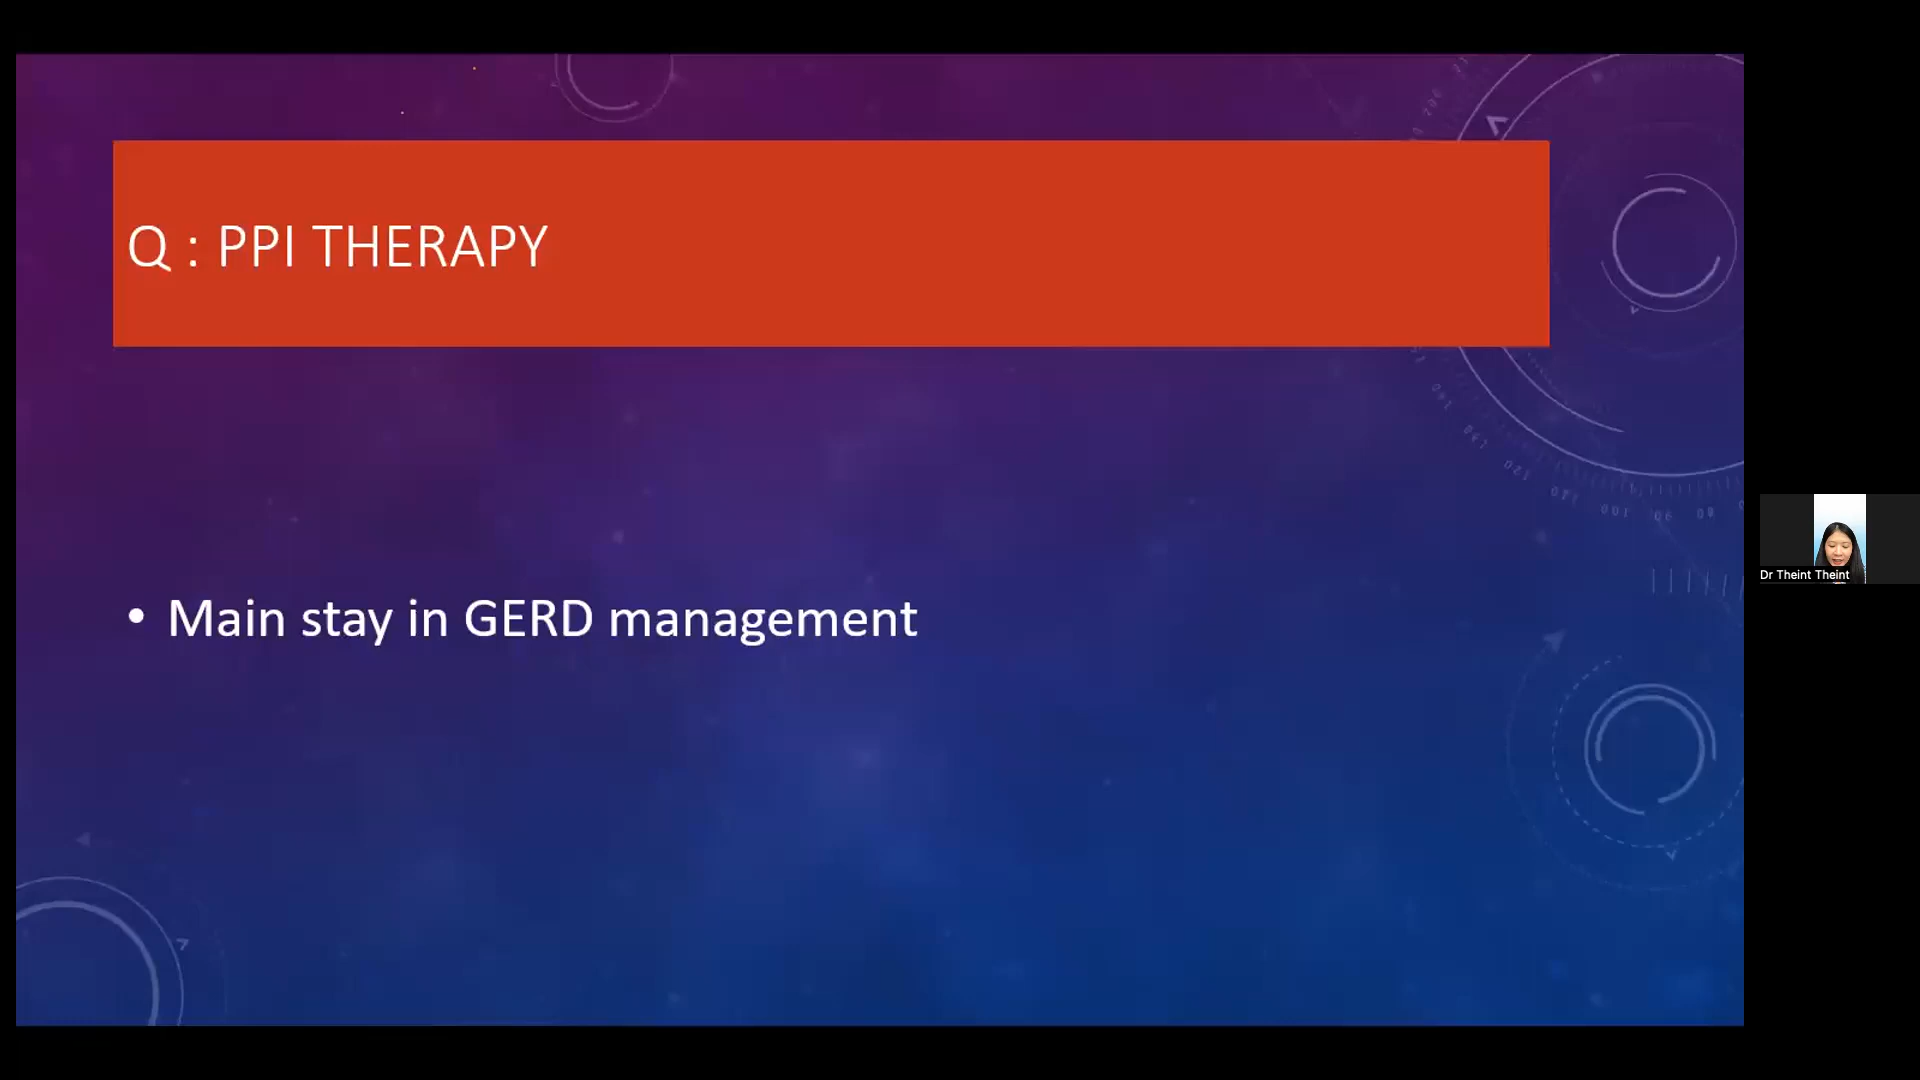 Q : PPI THERAPY
• Main stay in GERD management
Dr Theint Theint